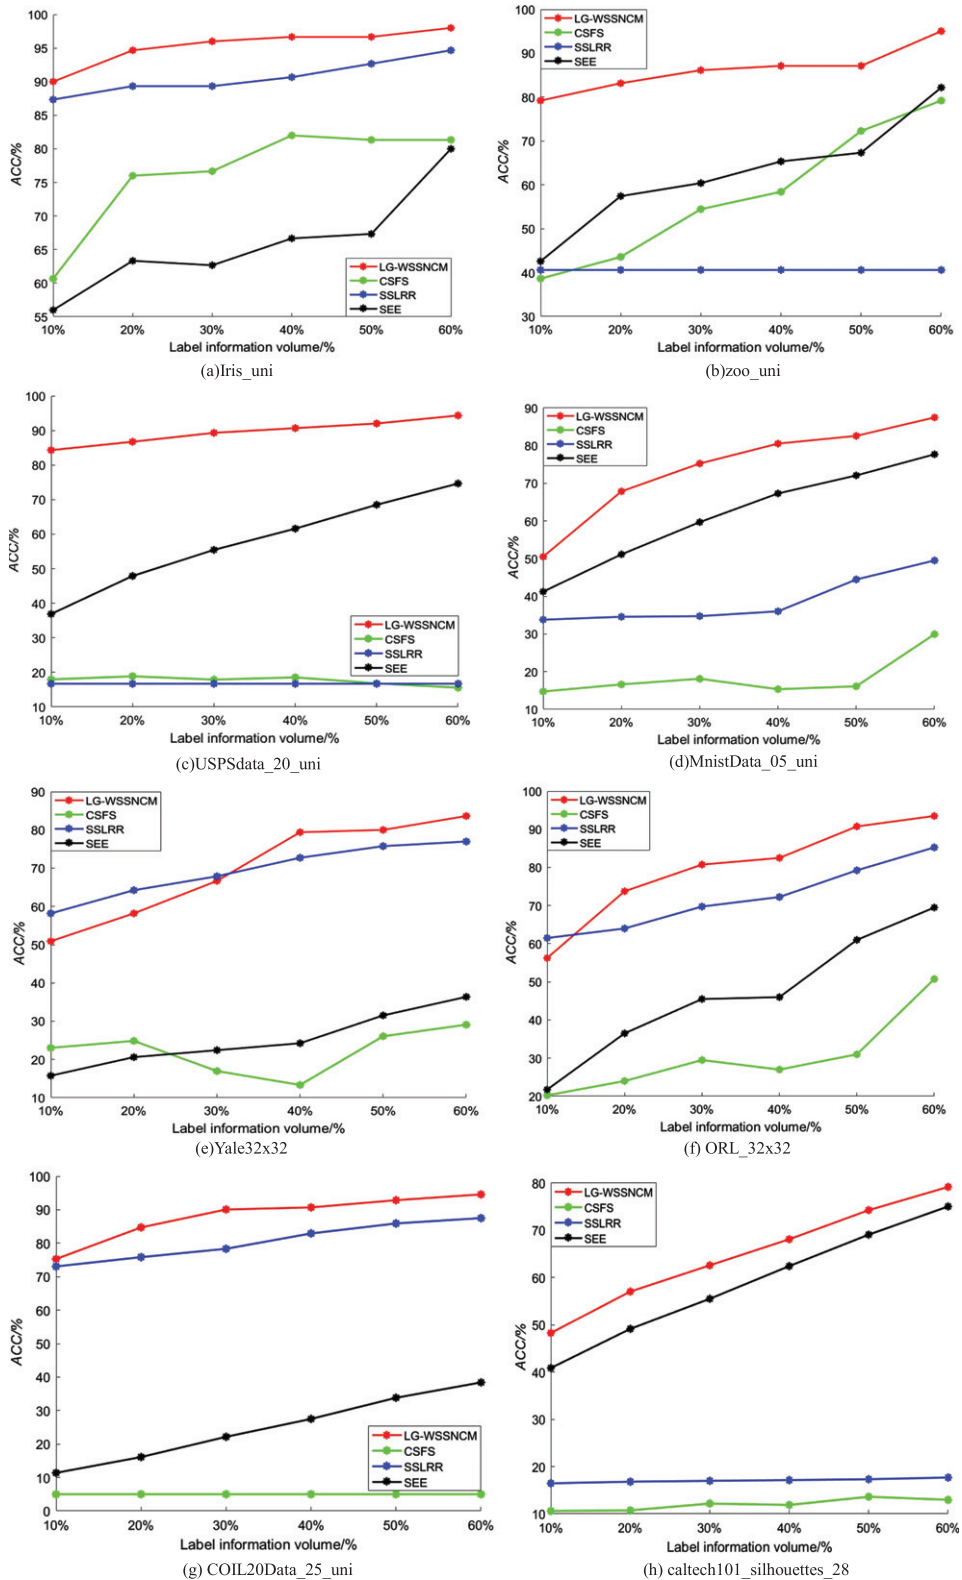 100
95
90
85
80
75
70
65
60
55
ACC/%
LG-WSSNCM
CSFS
SSLRR
SEE
10% 20% 30% 40% 50% 60%
Label information volume/%
(a)Iris_uni
100
90
80
70
60
50
40
30
ACC/%
LG-WSSNCM
CSFS
SSLRR
SEE
10% 20% 30% 40% 50% 60%
Label information volume/%
(b)zoo_uni
100
90
80
70
60
50
40
30
20
10
ACC/%
LG-WSSNCM
CSFS
SSLRR
SEE
10% 20% 30% 40% 50% 60%
Label information volume/%
(c)USPSdata_20_uni
90
80
70
60
50
40
30
20
10
ACC/%
LG-WSSNCM
CSFS
SSLRR
SEE
10% 20% 30% 40% 50% 60%
Label information volume/%
(d)MnistData_05_uni
90
80
70
60
50
40
30
20
10
ACC/%
LG-WSSNCM
CSFS
SSLRR
SEE
10% 20% 30% 40% 50% 60%
Label information volume/%
(e)Yale32x32
100
90
80
70
60
50
40
30
20
ACC/%
LG-WSSNCM
CSFS
SSLRR
SEE
10% 20% 30% 40% 50% 60%
Label information volume/%
(f) ORL_32x32
100
90
80
70
60
50
40
30
20
10
0
ACC/%
LG-WSSNCM
CSFS
SSLRR
SEE
10% 20% 30% 40% 50% 60%
Label information volume/%
(g) COIL20Data_25_uni
80
70
60
50
40
30
20
10
ACC/%
LG-WSSNCM
CSFS
SSLRR
SEE
10% 20% 30% 40% 50% 60%
Label information volume/%
(h) caltech101_silhouettes_28